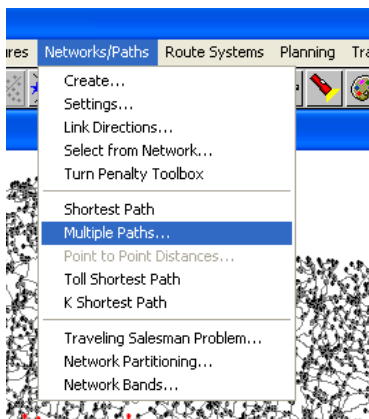 ures Networks/Paths Route Systems Planning Tra
Create...
Settings...
Link Directions...
Select from Network...
Turn Penalty Toolbox
Shortest Path
Multiple Paths...
Point to Point Distances...
Toll Shortest Path
K Shortest Path
Traveling Salesman Problem...
Network Partitioning...
Network Bands...